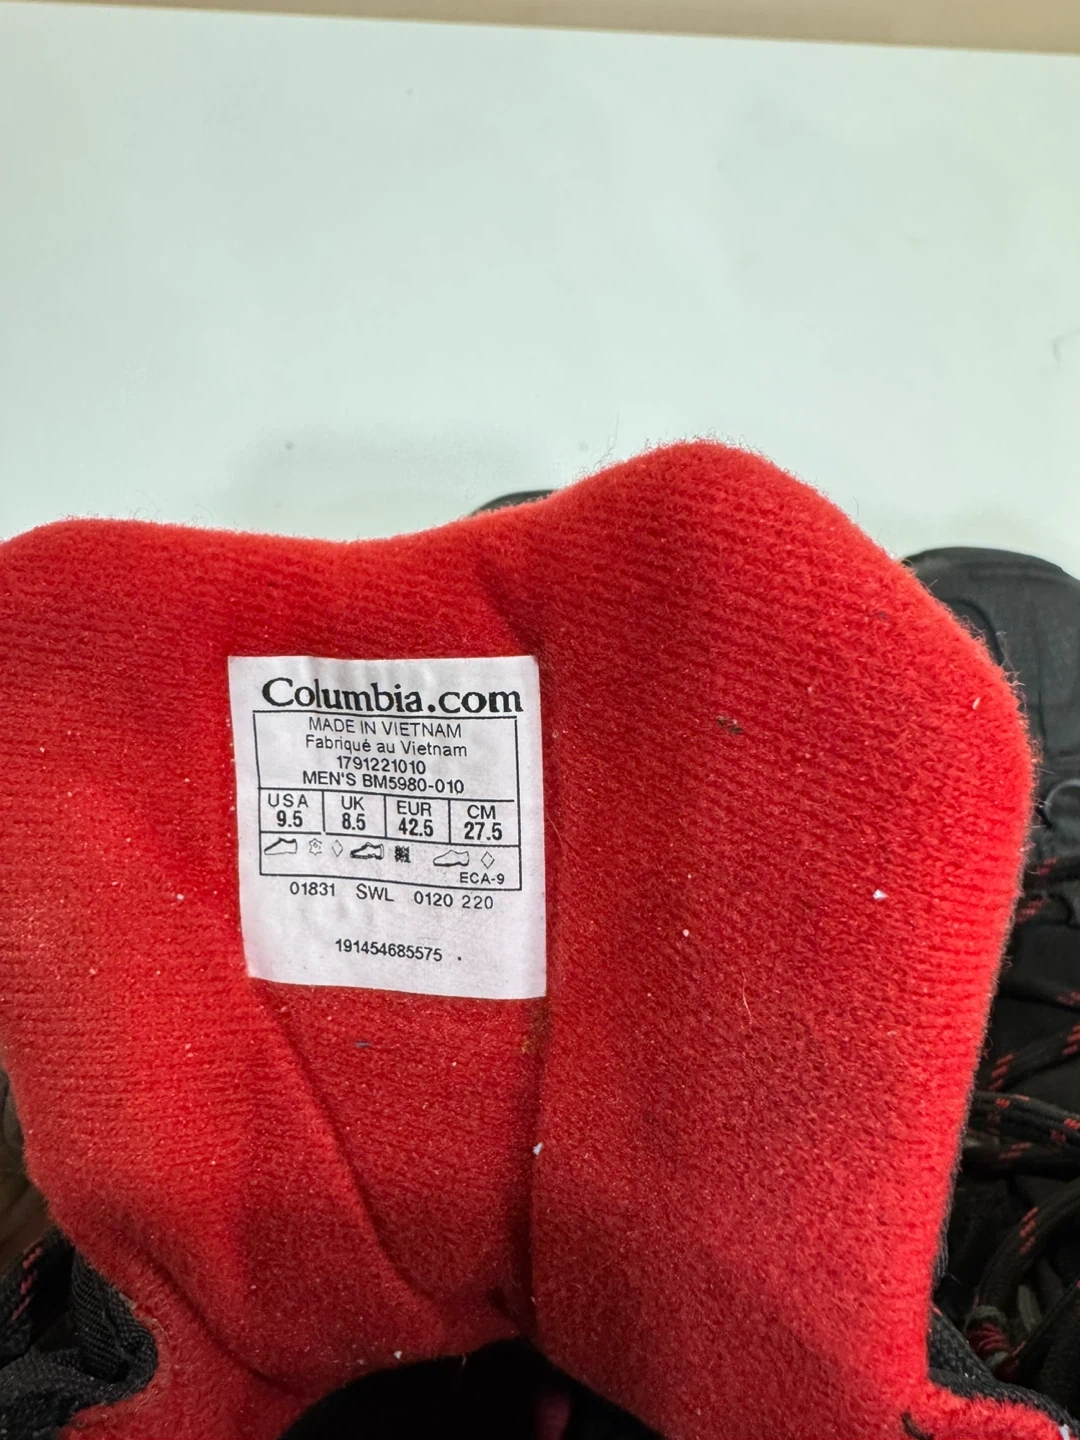 Columbia.com
MADE IN VIETNAM
Fabriqué au Vietnam
1791221010
MEN'S BM5980-010
USA UK EUR CM
9.5 8.5 42.5 27.5
ECA-9
01831 SWL 0120 220
191454685575